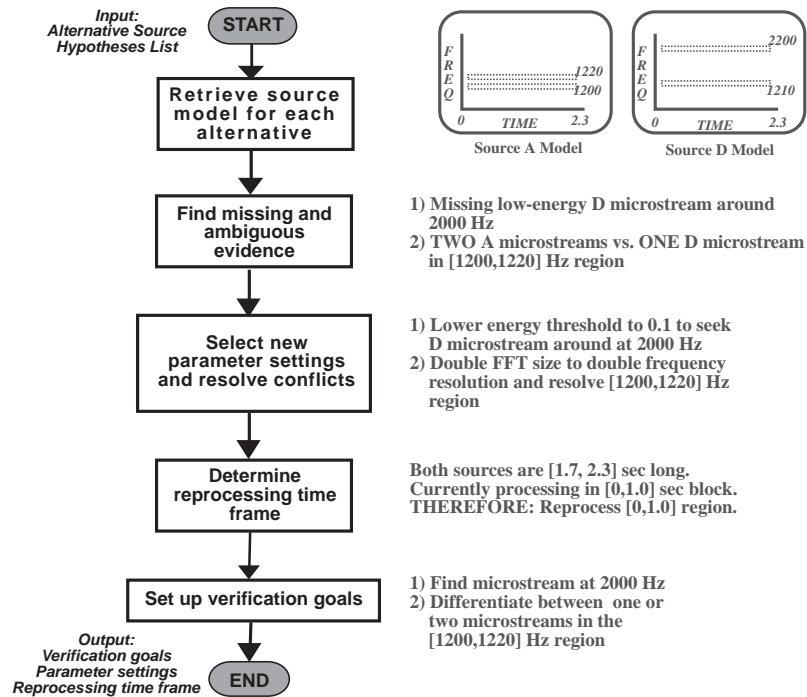 Input:
Alternative Source
Hypotheses List
START
Retrieve source
model for each
alternative
F
R
E
Q
1220
1200
0 TIME 2.3
Source A Model
F
R
E
Q
2200
1210
0 TIME 2.3
Source D Model
Find missing and
ambiguous
evidence
1) Missing low-energy D microstream around
2000 Hz
2) TWO A microstreams vs. ONE D microstream
in [1200,1220] Hz region
Select new
parameter settings
and resolve conflicts
1) Lower energy threshold to 0.1 to seek
D microstream around at 2000 Hz
2) Double FFT size to double frequency
resolution and resolve [1200,1220] Hz
region
Determine
reprocessing time
frame
Both sources are [1.7, 2.3] sec long.
Currently processing in [0,1.0] sec block.
THEREFORE: Reprocess [0,1.0] region.
Set up verification goals
1) Find microstream at 2000 Hz
2) Differentiate between one or
two microstreams in the
[1200,1220] Hz region
Output:
Verification goals
Parameter settings
Reprocessing time frame
END